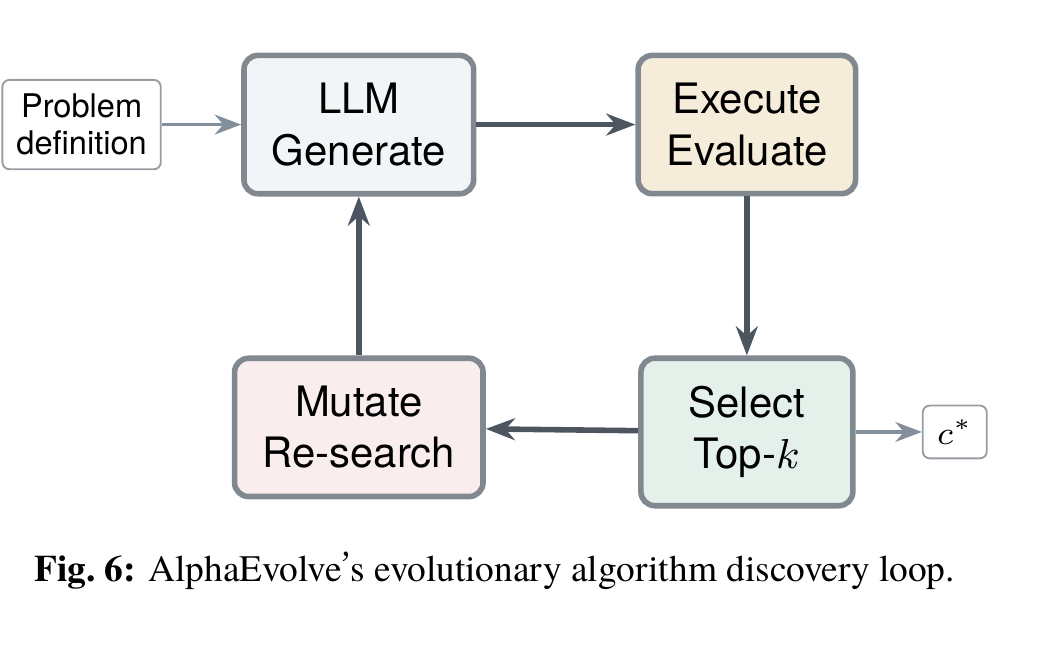 Problem
definition
LLM
Generate
Execute
Evaluate
Mutate
Re-search
Select
Top-k
c*
Fig. 6: AlphaEvolve’s evolutionary algorithm discovery loop.